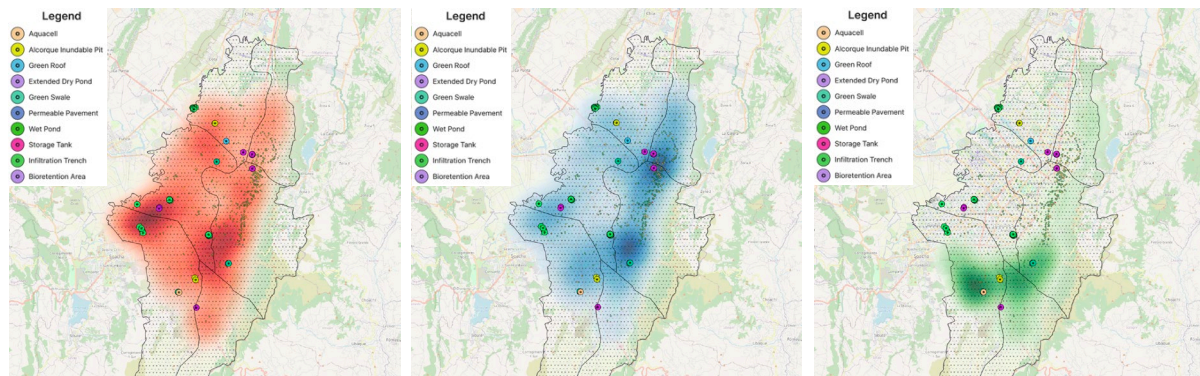 Legend
Aquacell
Alcorque Inundable Pit
Green Roof
Extended Dry Pond
Green Swale
Permeable Pavement
Wet Pond
Storage Tank
Infiltration Trench
Bioretention Area
Legend
Aquacell
Alcorque Inundable Pit
Green Roof
Extended Dry Pond
Green Swale
Permeable Pavement
Wet Pond
Storage Tank
Infiltration Trench
Bioretention Area
Legend
Aquacell
Alcorque Inundable Pit
Green Roof
Extended Dry Pond
Green Swale
Permeable Pavement
Wet Pond
Storage Tank
Infiltration Trench
Bioretention Area